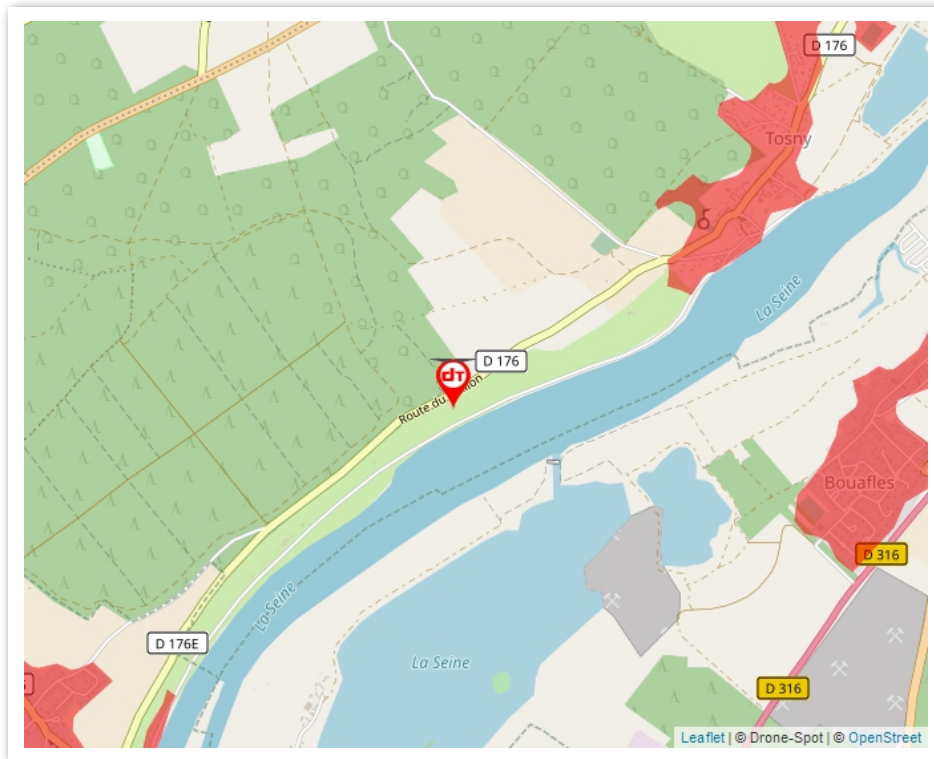 D 176
Tosny
La Seine
D 176
dT
Route du
Bouafles
D 316
La Seine
D 176E
La Seine
D 316
Leaflet | © Drone-Spot | © OpenStreet